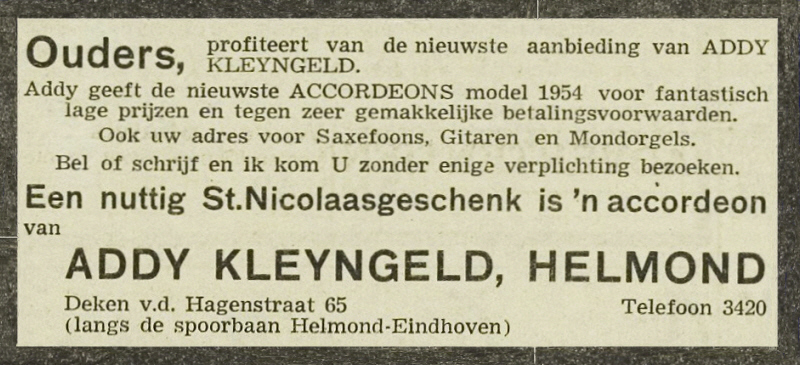 Ouders, profiteert van de nieuwste aanbieding van ADDY
KLEYNGELD.
Addy geeft de nieuwste ACCORDEONS model 1954 voor fantastisch
lage prijzen en tegen zeer gemakkelijke betalingsvoorwaarden.
Ook uw adres voor Saxefoons, Gitaren en Mondorgels.
Bel of schrijf en ik kom U zonder enige verplichting bezoeken.
Een nuttig St.Nicolaasgeschenk is 'n accordeon
van
ADDY KLEYNGELD, HELMOND
Deken v.d. Hagenstraat 65 Telefoon 3420
(langs de spoorbaan Helmond-Eindhoven)